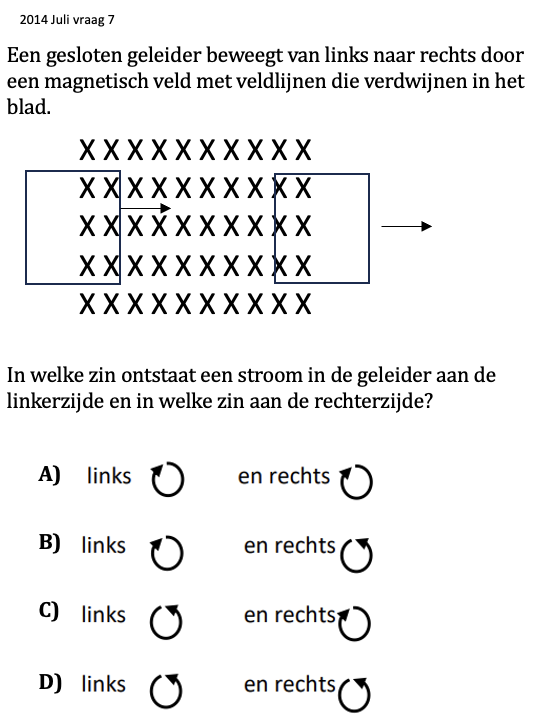 2014 Juli vraag 7
Een gesloten geleider beweegt van links naar rechts door
een magnetisch veld met veldlijnen die verdwijnen in het
blad.
X X X X X X X X X X
X X X X X X X X X X
X X X X X X X X X X
X X X X X X X X X X
X X X X X X X X X X
In welke zin ontstaat een stroom in de geleider aan de
linkerzijde en in welke zin aan de rechterzijde?
A) links en rechts
B) links en rechts
C) links en rechts
D) links en rechts